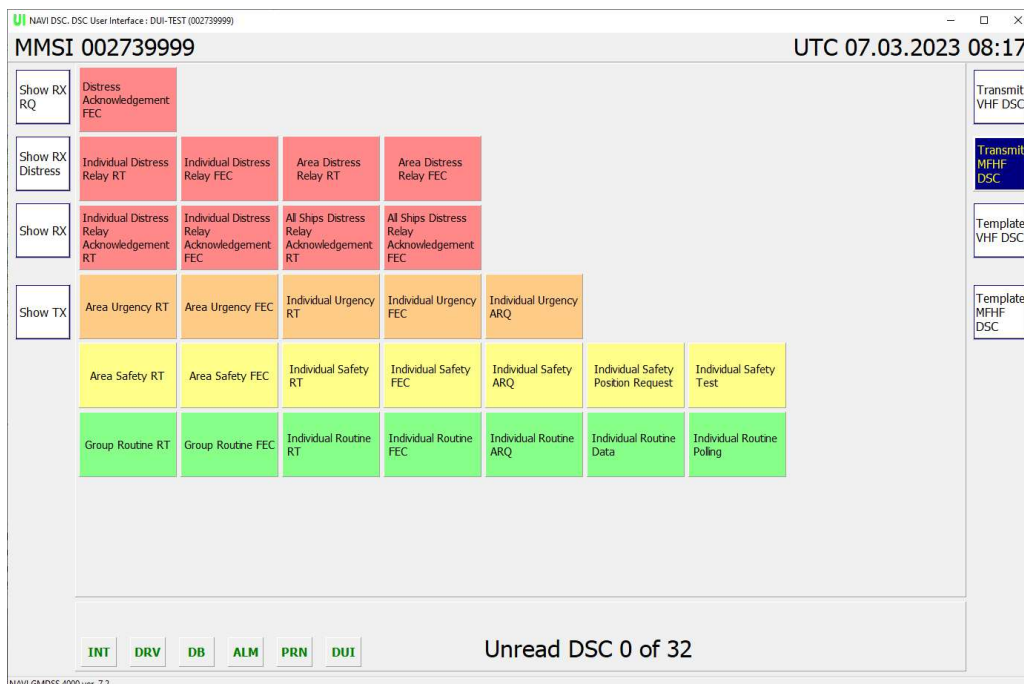 UI NAVI DSC. DSC User Interface : DUI-TEST (002739999)
MMSI 002739999
UTC 07.03.2023 08:17
Show RX
RQ
Distress
Acknowledgement
FEC
Transmit
VHF DSC
Show RX
Distress
Individual Distress
Relay RT
Individual Distress
Relay FEC
Area Distress
Relay RT
Area Distress
Relay FEC
Transmit
MFHF
DSC
Show RX
Individual Distress
Relay
Acknowledgement
RT
Individual Distress
Relay
Acknowledgement
FEC
All Ships Distress
Relay
Acknowledgement
RT
All Ships Distress
Relay
Acknowledgement
FEC
Template
VHF DSC
Show TX
Area Urgency RT
Area Urgency FEC
Individual Urgency
RT
Individual Urgency
FEC
Individual Urgency
ARQ
Template
MFHF
DSC
Area Safety RT
Area Safety FEC
Individual Safety
RT
Individual Safety
FEC
Individual Safety
ARQ
Individual Safety
Position Request
Individual Safety
Test
Group Routine RT
Group Routine FEC
Individual Routine
RT
Individual Routine
FEC
Individual Routine
ARQ
Individual Routine
Data
Individual Routine
Polling
INT DRV DB ALM PRN DUI
Unread DSC 0 of 32
NAVI GMDSS 4000 ver. 7.2